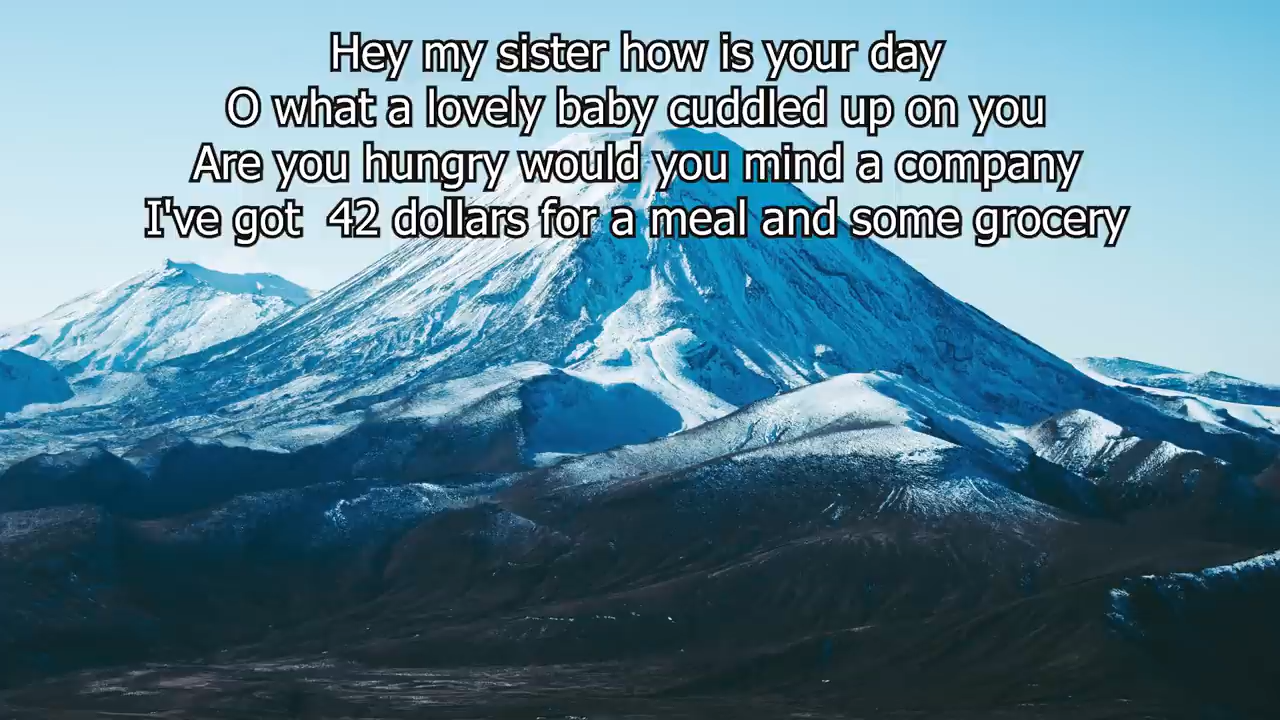 Hey my sister how is your day
O what a lovely baby cuddled up on you
Are you hungry would you mind a company
I've got  42 dollars for a meal and some grocery